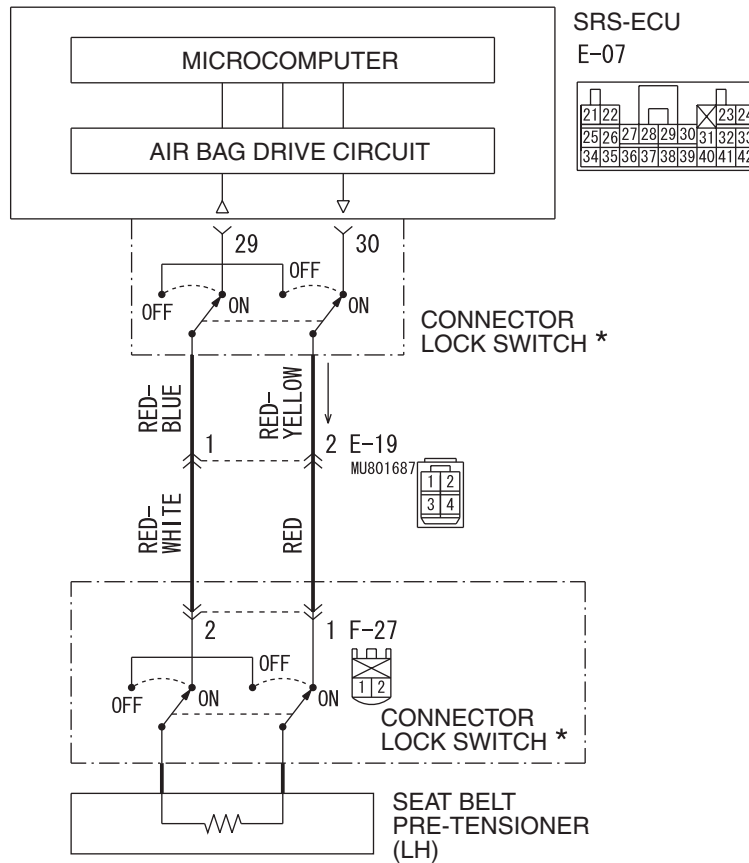 SRS-ECU
E-07
MICROCOMPUTER
AIR BAG DRIVE CIRCUIT
21 22 23 24
25 26 27 28 29 30 31 32 33
34 35 36 37 38 39 40 41 42
29 30
OFF ON OFF ON
CONNECTOR
LOCK SWITCH *
RED-
BLUE
RED-
YELLOW
1 2 E-19
MU801687
1 2
3 4
RED-
WHITE
RED
2 1 F-27
OFF ON OFF ON
1 2
CONNECTOR
LOCK SWITCH *
SEAT BELT
PRE-TENSIONER
(LH)